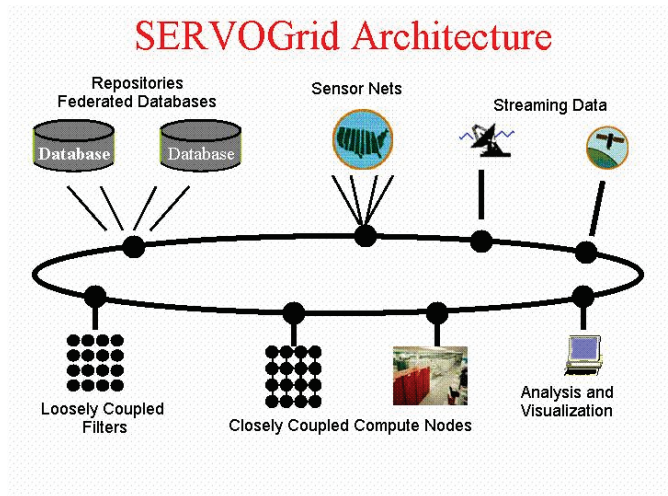 SERVOGrid Architecture
Repositories
Federated Databases
Sensor Nets
Streaming Data
Database
Database
Loosely Coupled
Filters
Closely Coupled Compute Nodes
Analysis and
Visualization